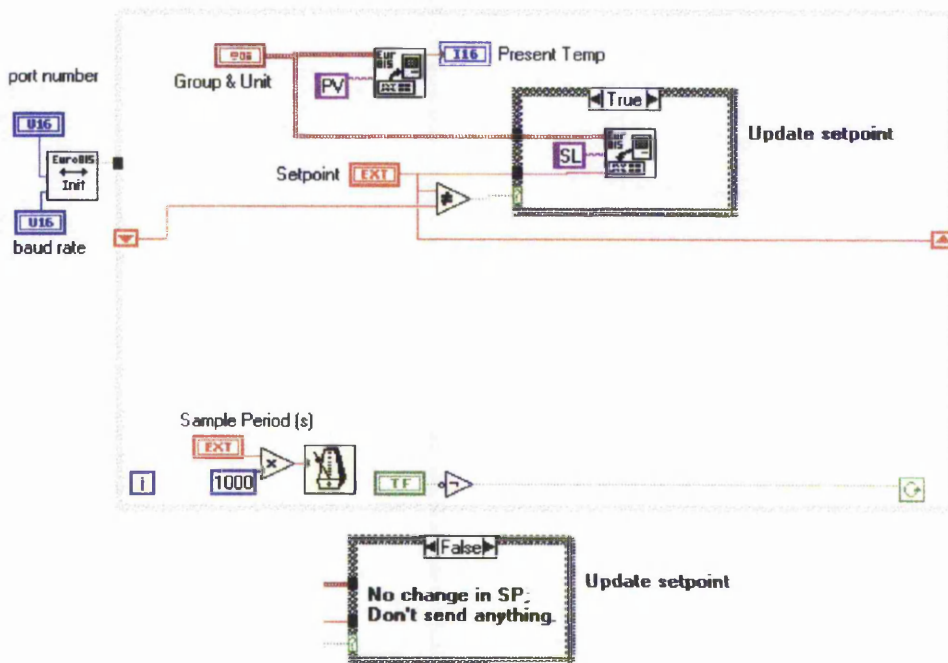 port number
U16
EuroBIS
Init
U16
baud rate
Group & Unit
PV
Eur
BIS
I16
Present Temp
True
Update setpoint
SL
Eur
BIS
Setpoint
EXT
≠
Sample Period (s)
EXT
×
1000
i
TF
False
No change in SP;
Don't send anything.
Update setpoint